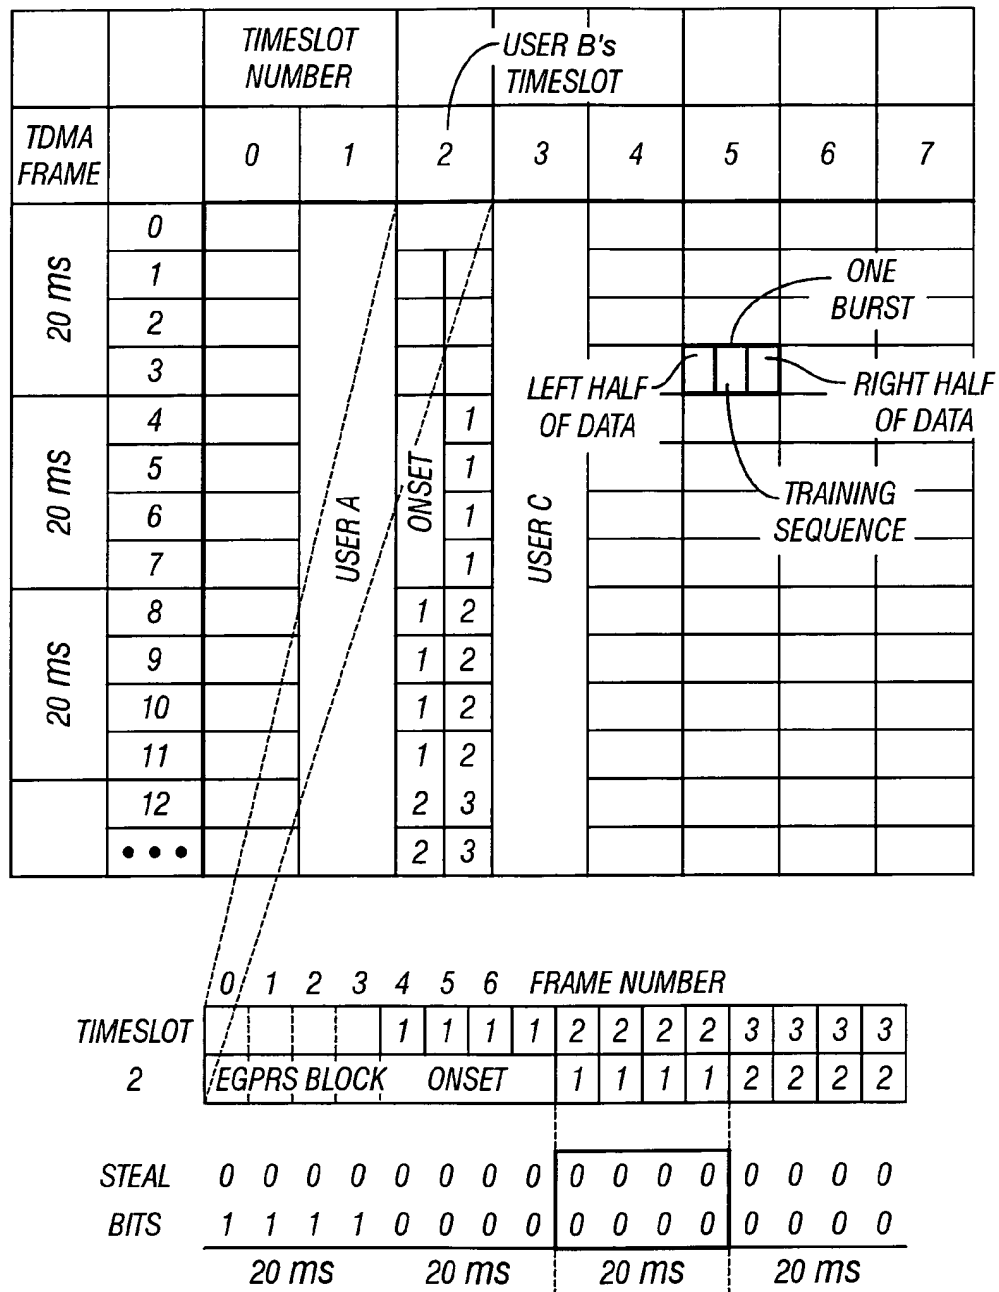 TIMESLOT NUMBER
USER B's TIMESLOT
TDMA FRAME 0 1 2 3 4 5 6 7
20 ms
0
1
2
3
ONE BURST
LEFT HALF OF DATA
RIGHT HALF OF DATA
TRAINING SEQUENCE
20 ms
4 1
5 1
6 1
7 1
USER A
ONSET
USER C
20 ms
8 1 2
9 1 2
10 1 2
11 1 2
12 2 3
••• 2 3
0 1 2 3 4 5 6 FRAME NUMBER
TIMESLOT 1 1 1 1 2 2 2 2 3 3 3 3
2 EGPRS BLOCK ONSET 1 1 1 1 2 2 2 2
STEAL 0 0 0 0 0 0 0 0 0 0 0 0 0 0 0 0
BITS 1 1 1 1 0 0 0 0 0 0 0 0 0 0 0 0
20 ms 20 ms 20 ms 20 ms